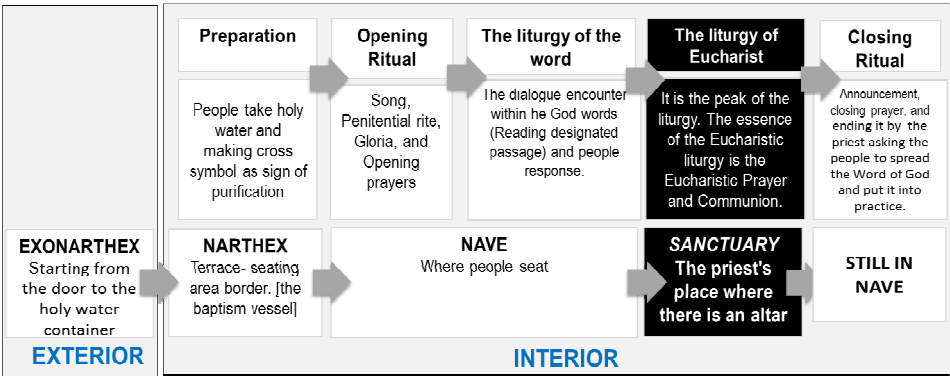 Preparation
Opening
Ritual
The liturgy of the
word
The liturgy of
Eucharist
Closing
Ritual
People take holy
water and
making cross
symbol as sign of
purification
Song,
Penitential rite,
Gloria, and
Opening
prayers
The dialogue encounter
within he God words
(Reading designated
passage) and people
response.
It is the peak of the
liturgy. The essence
of the Eucharistic
liturgy is the
Eucharistic Prayer
and Communion.
Announcement,
closing prayer, and
ending it by the
priest asking the
people to spread
the Word of God
and put it into
practice.
EXONARTHEX
Starting from
the door to the
holy water
container
NARTHEX
Terrace- seating
area border. [the
baptism vessel]
NAVE
Where people seat
SANCTUARY
The priest's
place where
there is an altar
STILL IN
NAVE
EXTERIOR
INTERIOR